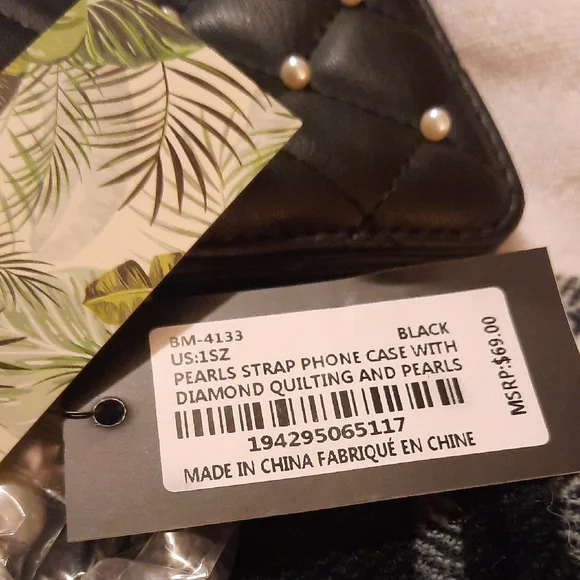 BM-4133 BLACK
US:1SZ
PEARLS STRAP PHONE CASE WITH
DIAMOND QUILTING AND PEARLS
194295065117
MADE IN CHINA FABRIQUÉ EN CHINE
MSRP:$69.00